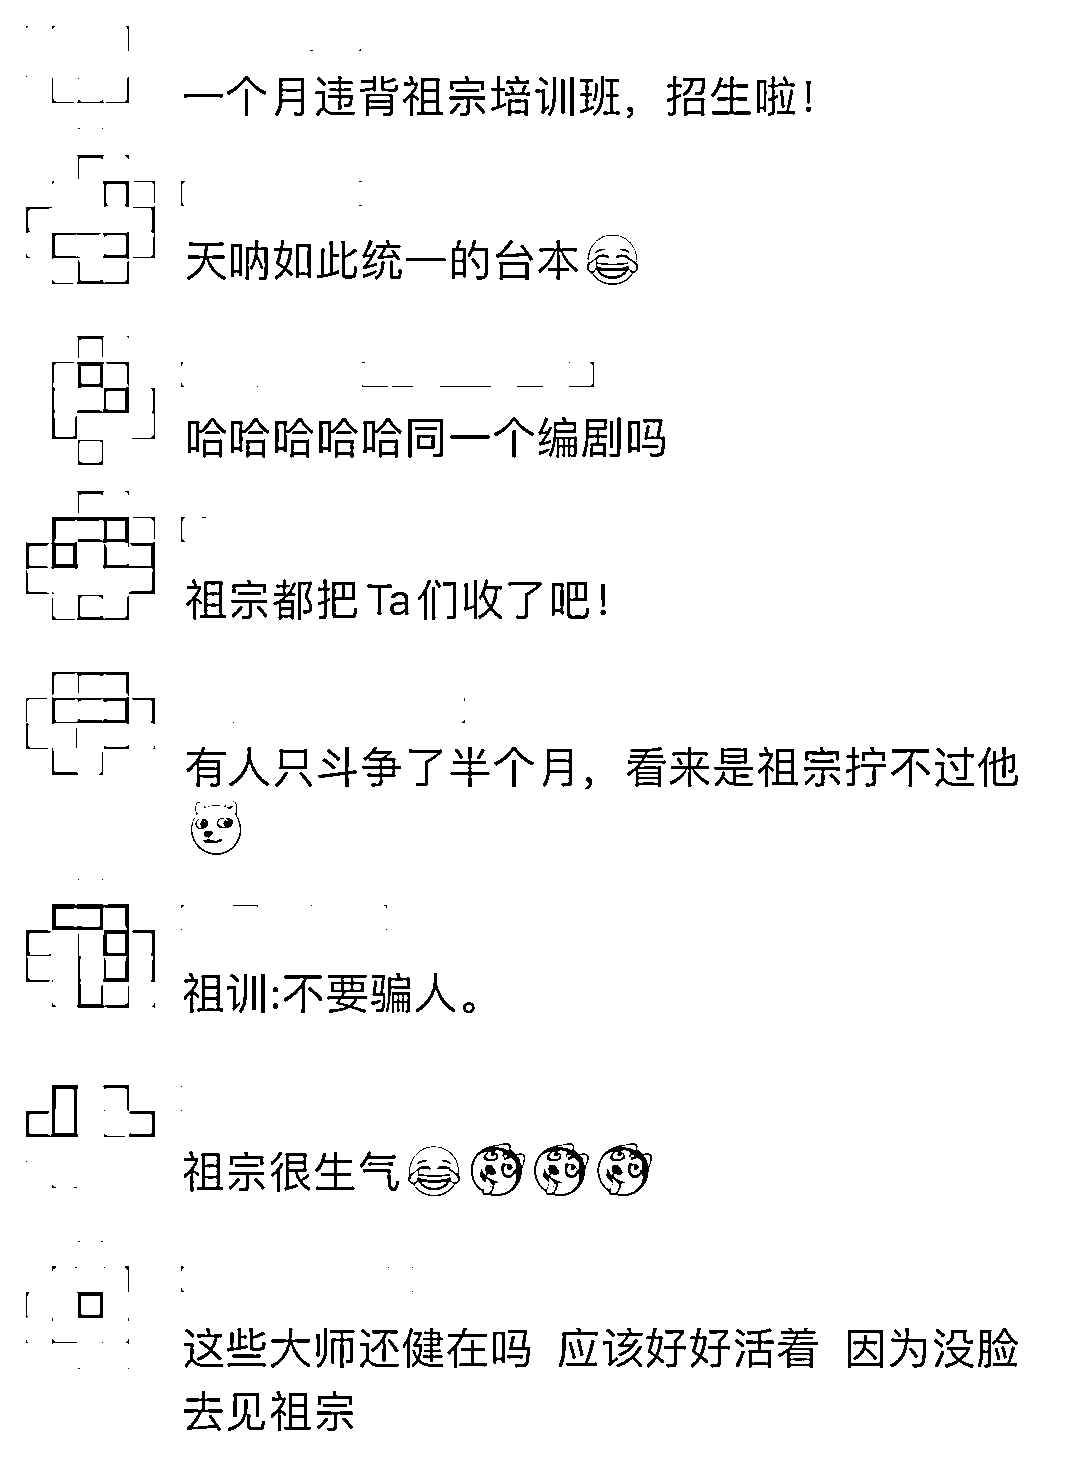 一个月违背祖宗培训班，招生啦！
天呐如此统一的台本😂
哈哈哈哈哈同一个编剧吗
祖宗都把Ta们收了吧！
有人只斗争了半个月，看来是祖宗拧不过他
祖训:不要骗人。
祖宗很生气😂
这些大师还健在吗 应该好好活着 因为没脸
去见祖宗